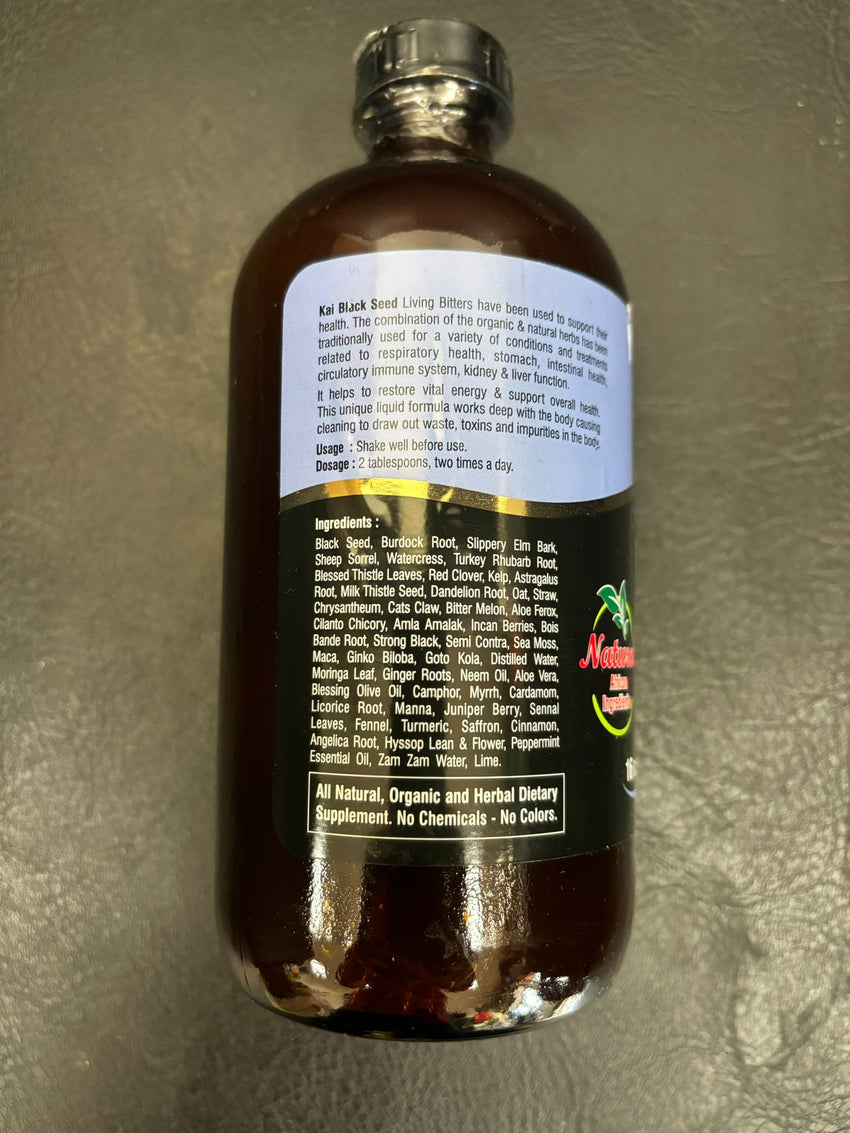 Kai Black Seed Living Bitters have been used to support their
health. The combination of the organic & natural herbs has been
traditionally used for a variety of conditions and treatments
related to respiratory health, stomach, intestinal health,
circulatory immune system, kidney & liver function.
It helps to restore vital energy & support overall health.
This unique liquid formula works deep with the body causing
cleaning to draw out waste, toxins and impurities in the body.
Usage : Shake well before use.
Dosage : 2 tablespoons, two times a day.
Ingredients :
Black Seed, Burdock Root, Slippery Elm Bark,
Sheep Sorrel, Watercress, Turkey Rhubarb Root,
Blessed Thistle Leaves, Red Clover, Kelp, Astragalus
Root, Milk Thistle Seed, Dandelion Root, Oat, Straw,
Chrysantheum, Cats Claw, Bitter Melon, Aloe Ferox,
Cilanto Chicory, Amla Amalak, Incan Berries, Bois
Bande Root, Strong Black, Semi Contra, Sea Moss,
Maca, Ginko Biloba, Goto Kola, Distilled Water,
Moringa Leaf, Ginger Roots, Neem Oil, Aloe Vera,
Blessing Olive Oil, Camphor, Myrrh, Cardamom,
Licorice Root, Manna, Juniper Berry, Sennal
Leaves, Fennel, Turmeric, Saffron, Cinnamon,
Angelica Root, Hyssop Lean & Flower, Peppermint
Essential Oil, Zam Zam Water, Lime.
All Natural, Organic and Herbal Dietary
Supplement. No Chemicals - No Colors.
Natural
African
Ingredients